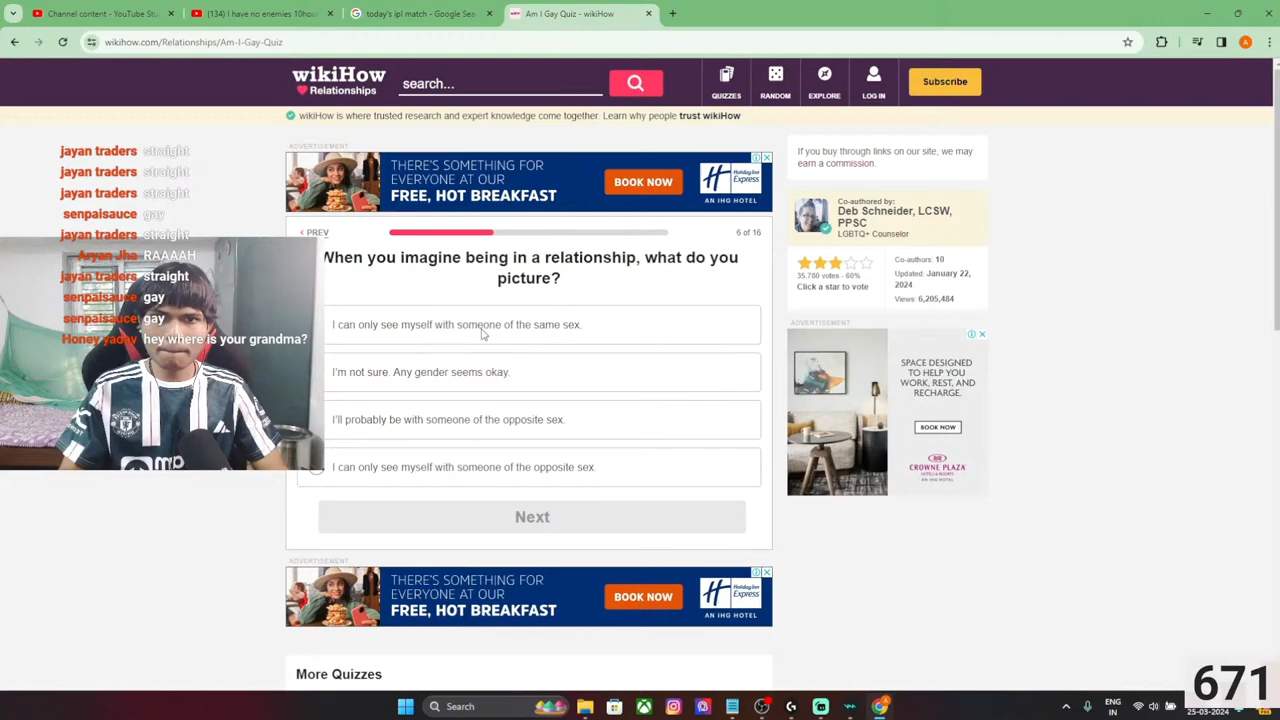 Channel content - YouTube Stu
(134) I have no enemies 10hour
today's ipl match - Google Sea
Am I Gay Quiz - wikiHow
wikihow.com/Relationships/Am-I-Gay-Quiz
A
wikiHow
Relationships
search...
QUIZZES
RANDOM
EXPLORE
LOG IN
Subscribe
wikiHow is where trusted research and expert knowledge come together. Learn why people trust wikiHow
jayan traders straight
jayan traders straight
jayan traders straight
senpaisauce gay
jayan traders straight
Aryan Jha RAAAAH
jayan traders straight
senpaisauce gay
senpaisauce gay
Honey yadav hey where is your grandma?
ADVERTISEMENT
THERE'S SOMETHING FOR
EVERYONE AT OUR
FREE, HOT BREAKFAST
BOOK NOW
Holiday Inn
Express
AN IHG HOTEL
PREV
6 of 16
When you imagine being in a relationship, what do you
picture?
I can only see myself with someone of the same sex.
I'm not sure. Any gender seems okay.
I'll probably be with someone of the opposite sex.
I can only see myself with someone of the opposite sex.
Next
ADVERTISEMENT
THERE'S SOMETHING FOR
EVERYONE AT OUR
FREE, HOT BREAKFAST
BOOK NOW
Holiday Inn
Express
AN IHG HOTEL
More Quizzes
If you buy through links on our site, we may
earn a commission.
Co-authored by:
Deb Schneider, LCSW,
PPSC
LGBTQ+ Counselor
35,780 votes - 60%
Click a star to vote
Co-authors: 10
Updated: January 22,
2024
Views: 6,205,484
ADVERTISEMENT
SPACE DESIGNED
TO HELP YOU
WORK, REST, AND
RECHARGE.
BOOK NOW
CROWNE PLAZA
HOTELS & RESORTS
AN IHG HOTEL
671
Search
ENG
IN
25-03-2024